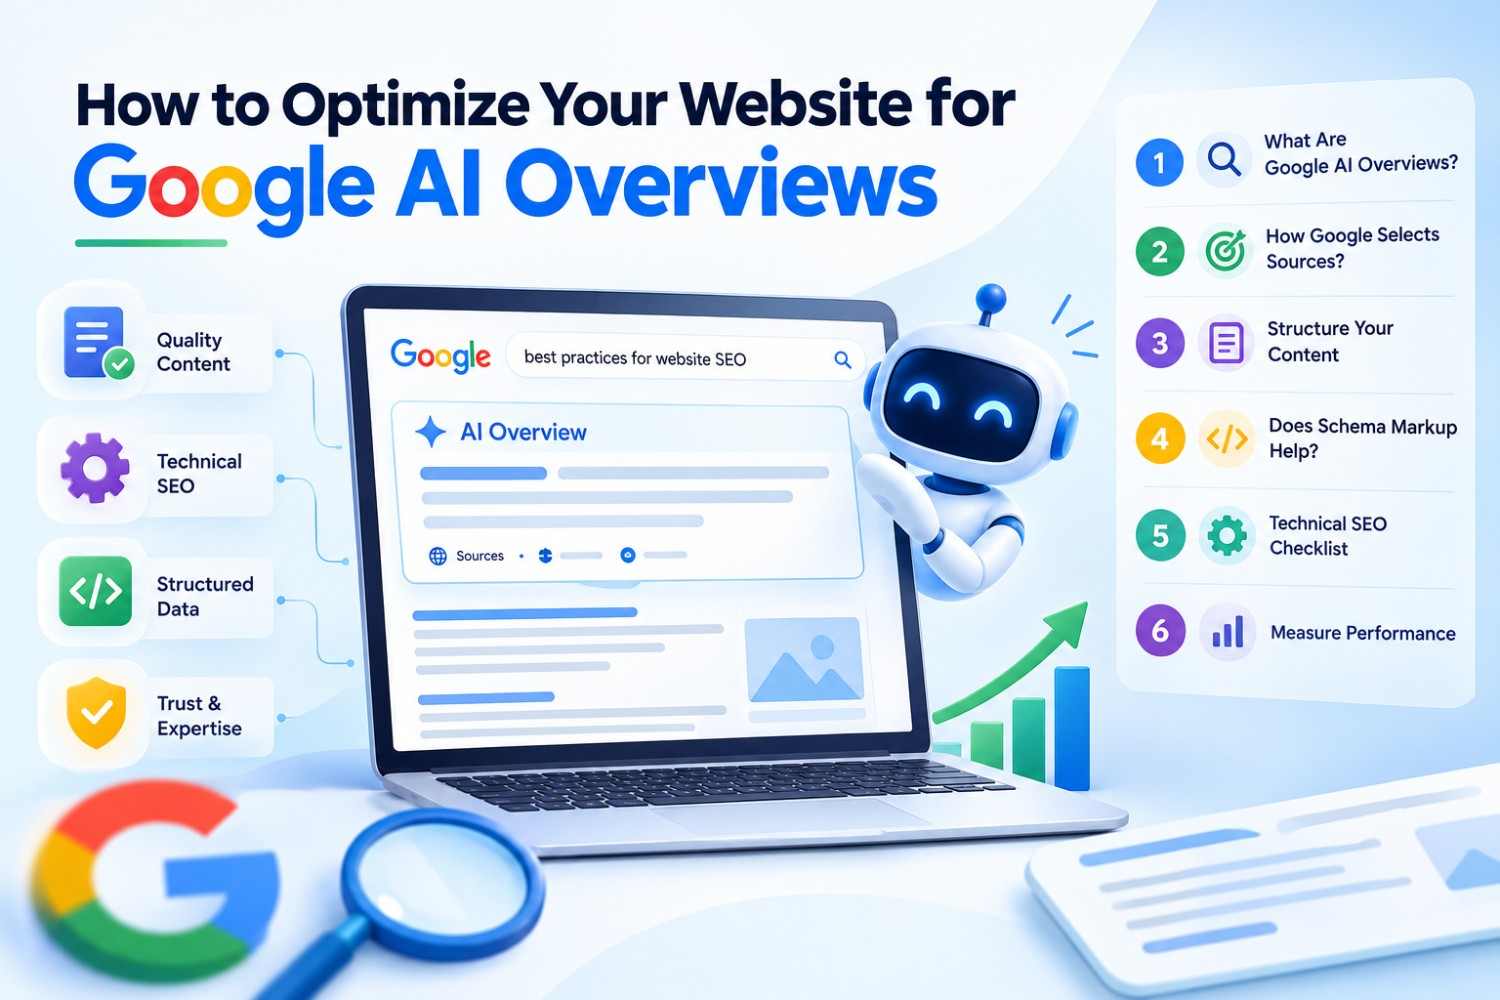 How to Optimize Your Website for
Google AI Overviews
Quality
Content
Technical
SEO
Structured
Data
Trust &
Expertise
Google
best practices for website SEO
AI Overview
Sources
1
What Are
Google AI Overviews?
2
How Google Selects
Sources?
3
Structure Your
Content
4
Does Schema Markup
Help?
5
Technical SEO
Checklist
6
Measure Performance
G